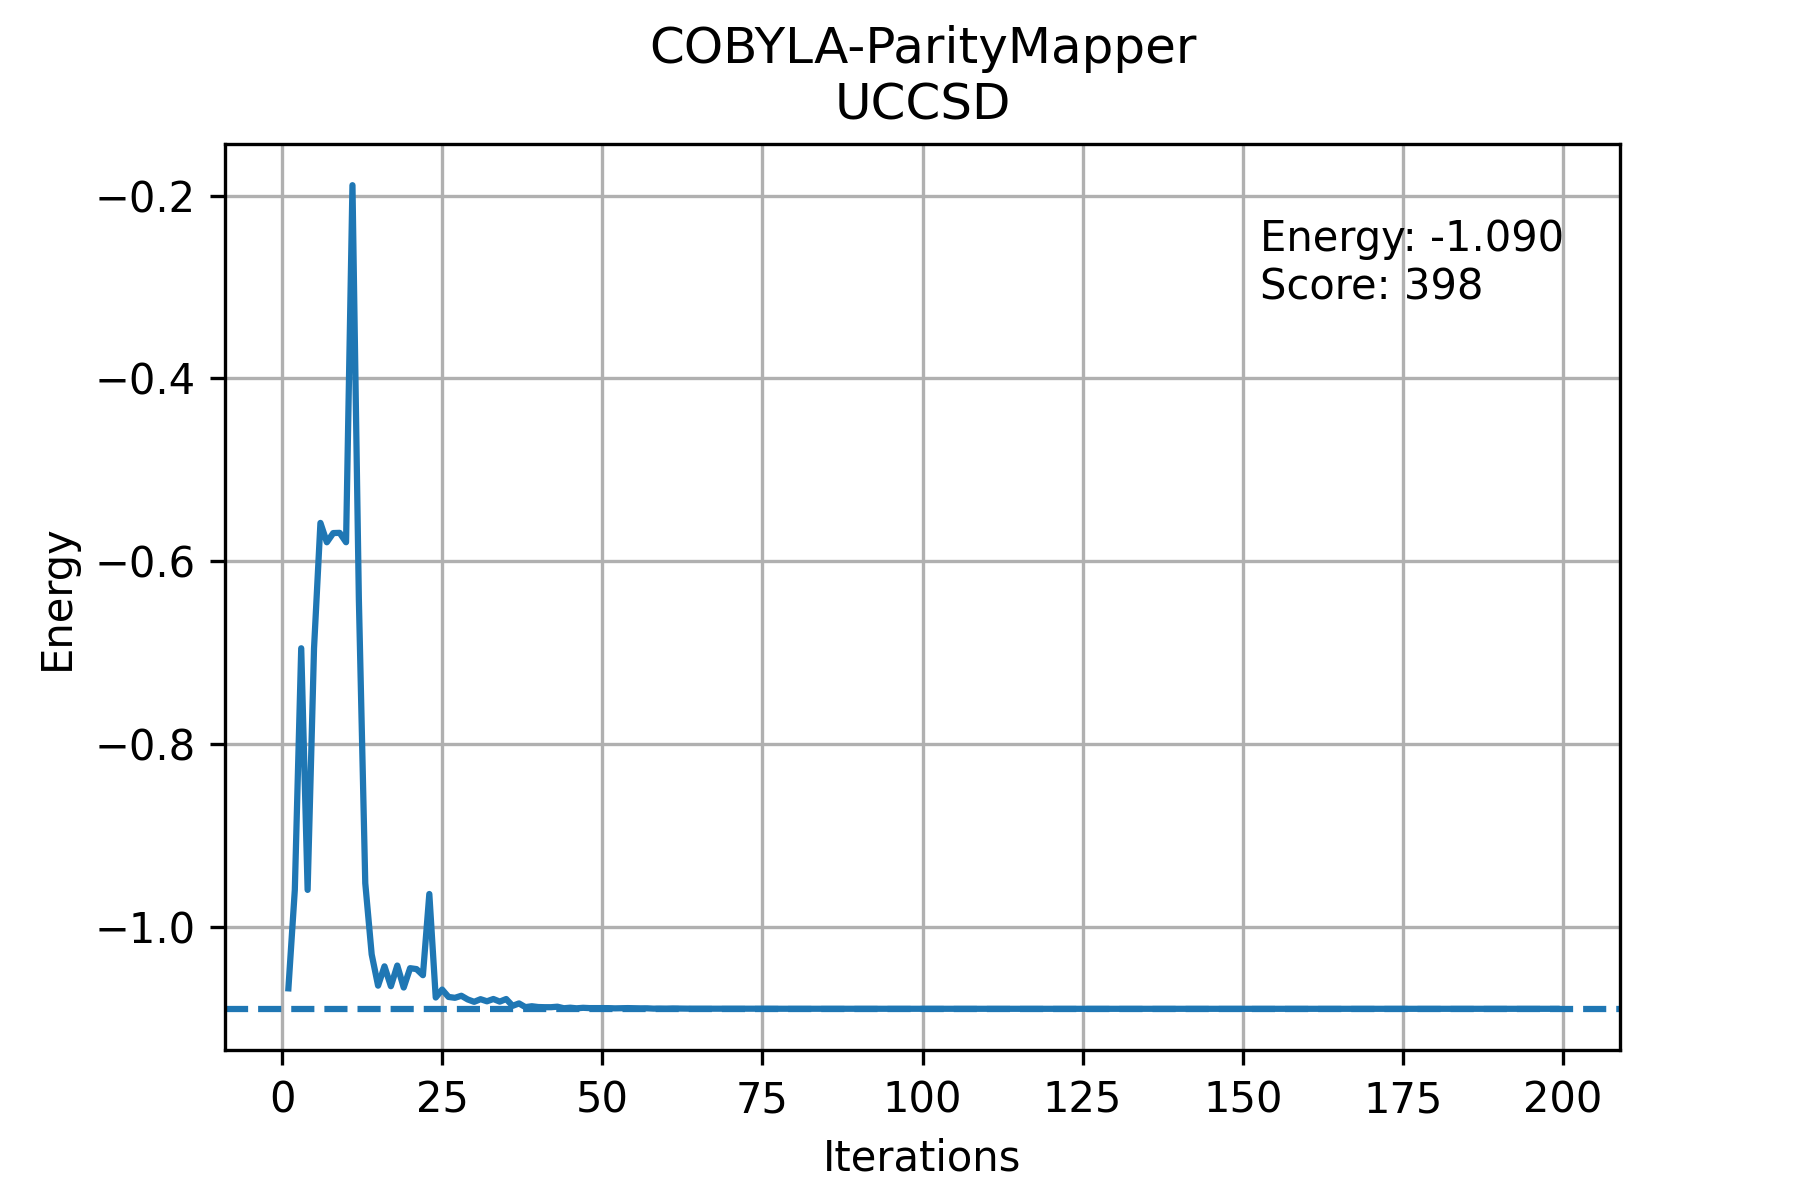 COBYLA-ParityMapper
UCCSD
Energy: -1.090
Score: 398
−0.2
−0.4
−0.6
−0.8
−1.0
Energy
0 25 50 75 100 125 150 175 200
Iterations